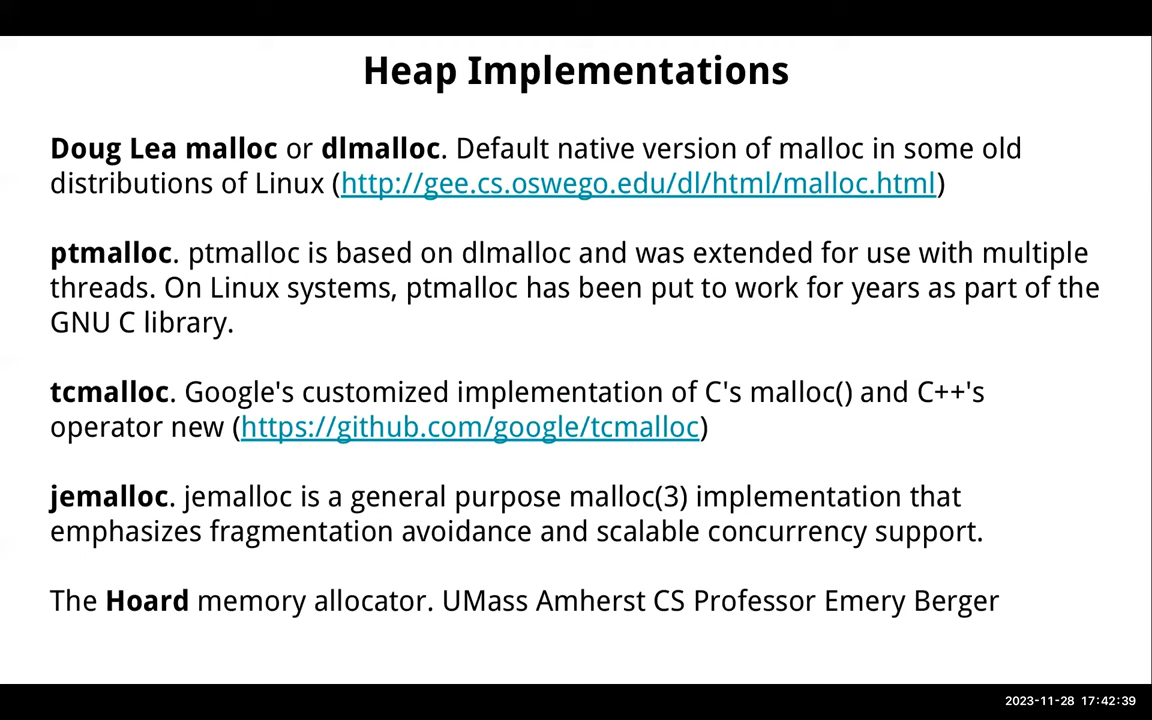 Heap Implementations
Doug Lea malloc or dlmalloc. Default native version of malloc in some old
distributions of Linux (http://gee.cs.oswego.edu/dl/html/malloc.html)
ptmalloc. ptmalloc is based on dlmalloc and was extended for use with multiple
threads. On Linux systems, ptmalloc has been put to work for years as part of the
GNU C library.
tcmalloc. Google's customized implementation of C's malloc() and C++'s
operator new (https://github.com/google/tcmalloc)
jemalloc. jemalloc is a general purpose malloc(3) implementation that
emphasizes fragmentation avoidance and scalable concurrency support.
The Hoard memory allocator. UMass Amherst CS Professor Emery Berger
2023-11-28 17:42:39